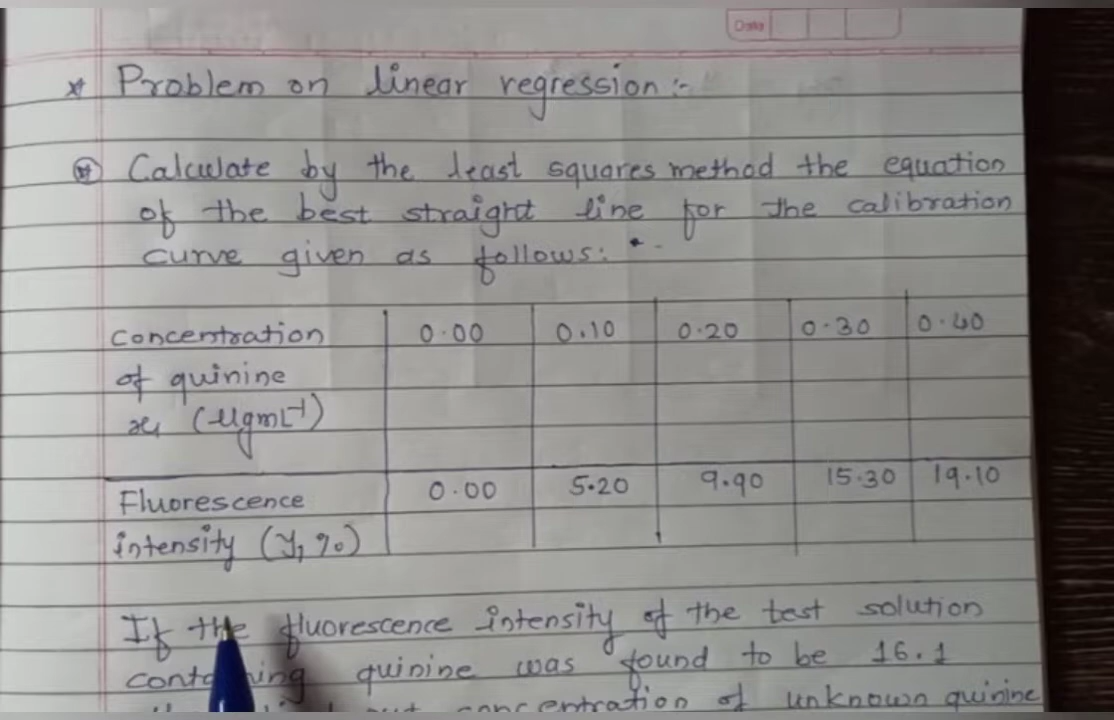 Date
* Problem on linear regression :-
* Calculate by the least squares method the equation
of the best straight line for the calibration
curve given as follows:
concentration 0.00 0.10 0.20 0.30 0.40
of quinine
x, (μgmL⁻¹)
Fluorescence 0.00 5.20 9.90 15.30 19.10
intensity (y, %)
If the fluorescence intensity of the test solution
quinine was found to be 16.1
concentration of unknown quinine